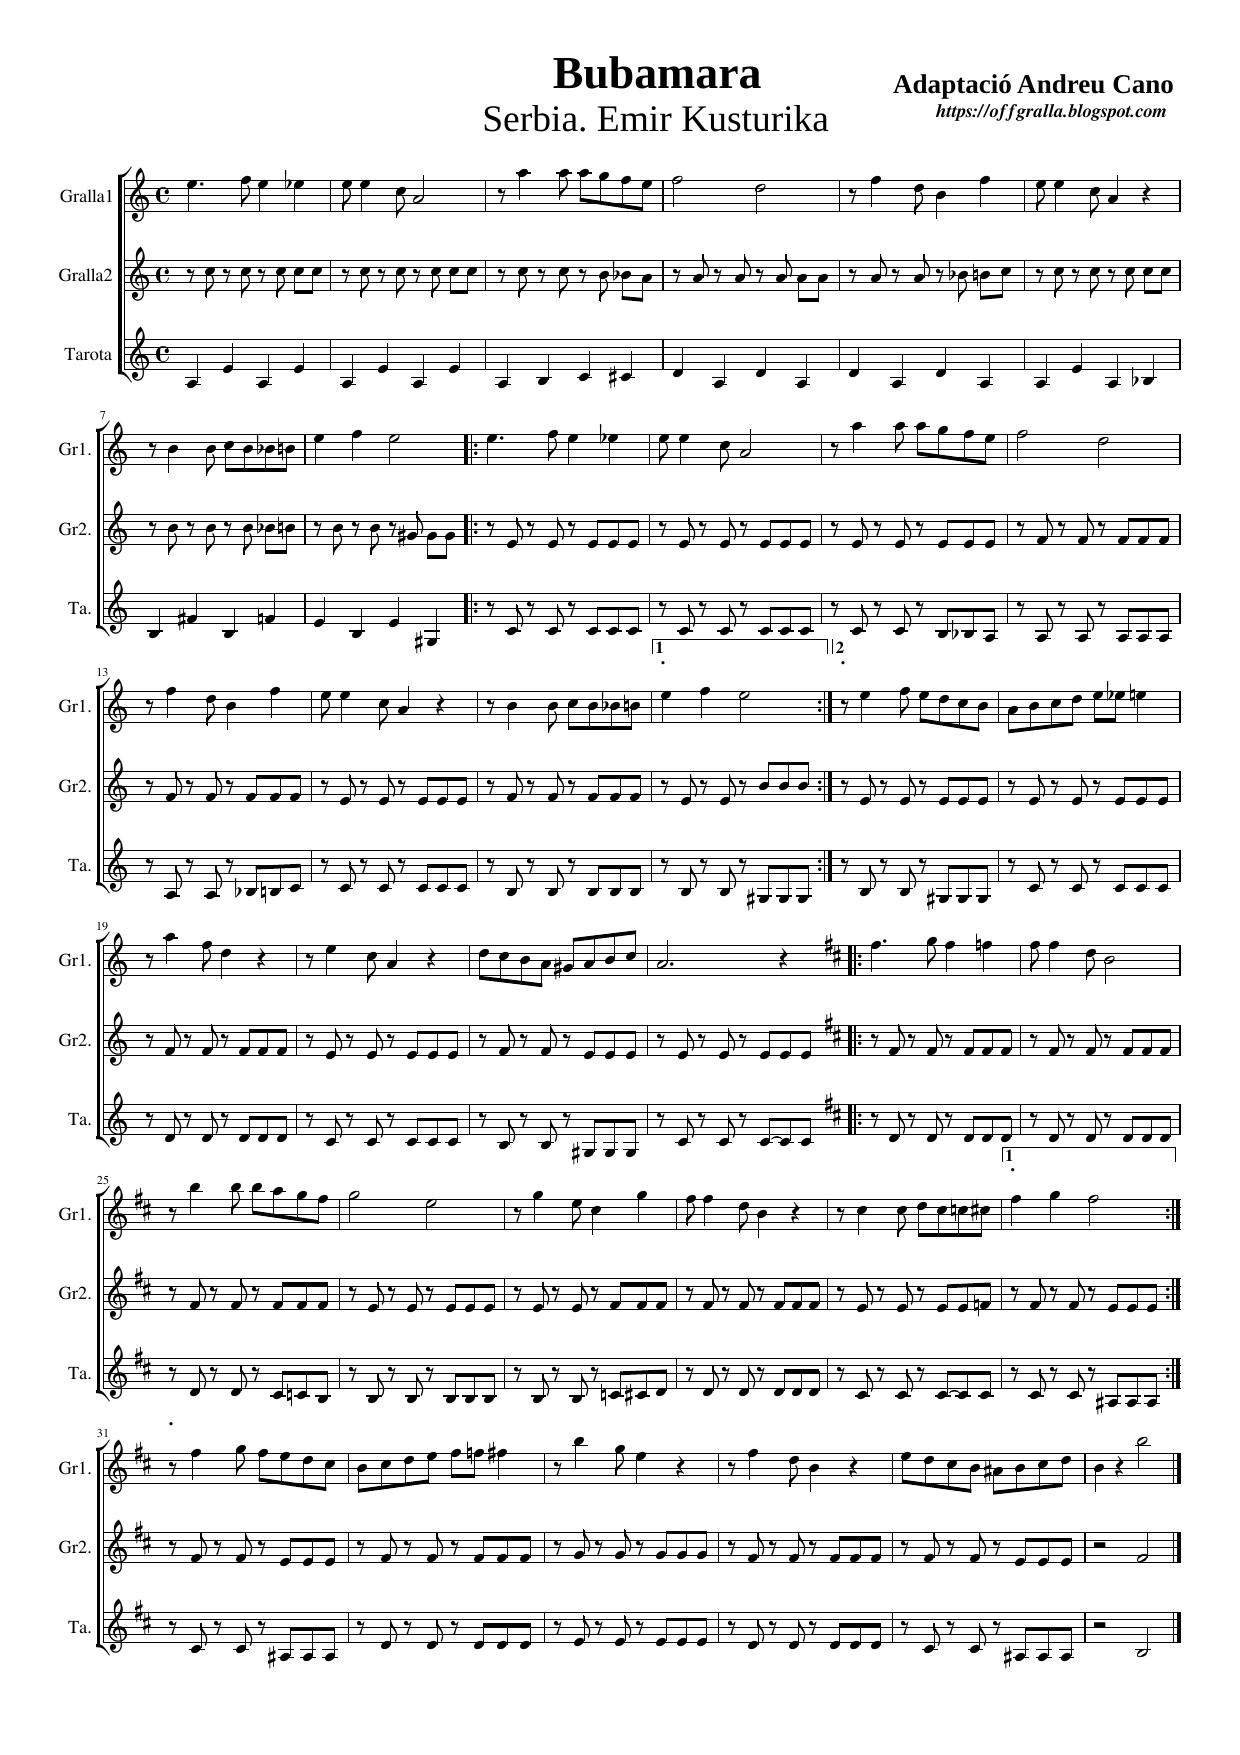 Bubamara
Adaptació Andreu Cano
Serbia. Emir Kusturika
https://offgralla.blogspot.com
Gralla1
Gralla2
Tarota
7
Gr1.
Gr2.
Ta.
1. 2.
13
Gr1.
Gr2.
Ta.
19
Gr1.
Gr2.
Ta.
1.
25
Gr1.
Gr2.
Ta.
31
Gr1.
Gr2.
Ta.